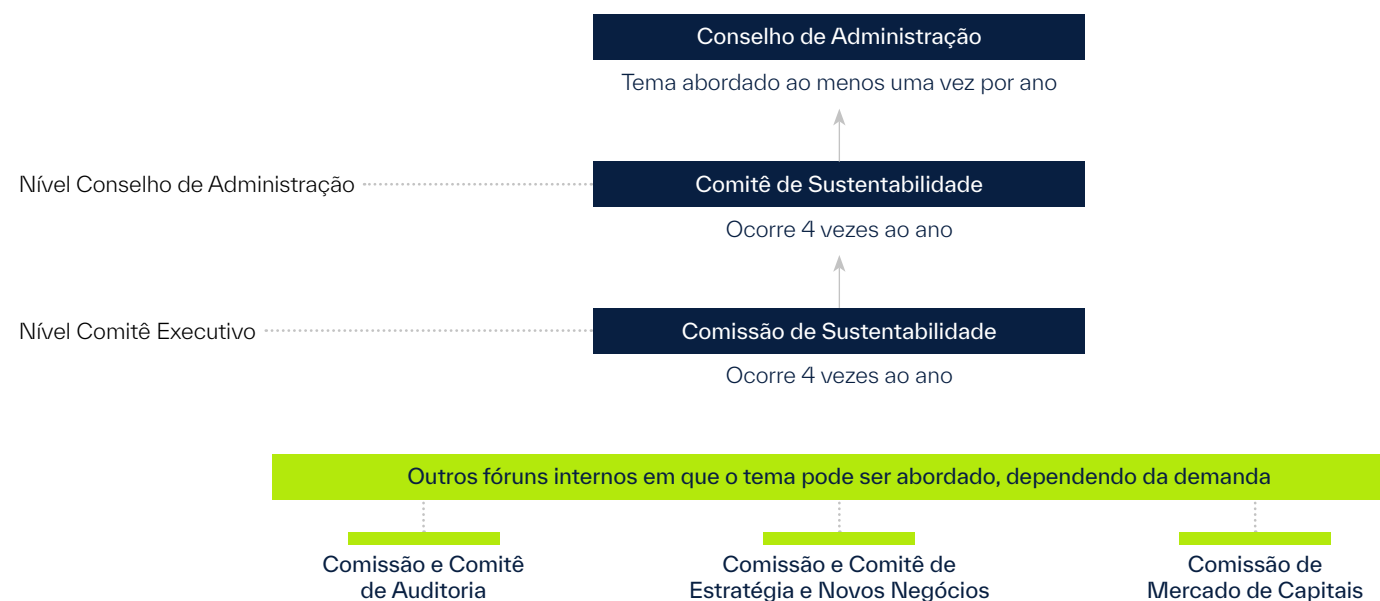 Conselho de Administração
Tema abordado ao menos uma vez por ano
Nível Conselho de Administração
Comitê de Sustentabilidade
Ocorre 4 vezes ao ano
Nível Comitê Executivo
Comissão de Sustentabilidade
Ocorre 4 vezes ao ano
Outros fóruns internos em que o tema pode ser abordado, dependendo da demanda
Comissão e Comitê
de Auditoria
Comissão e Comitê de
Estratégia e Novos Negócios
Comissão de
Mercado de Capitais